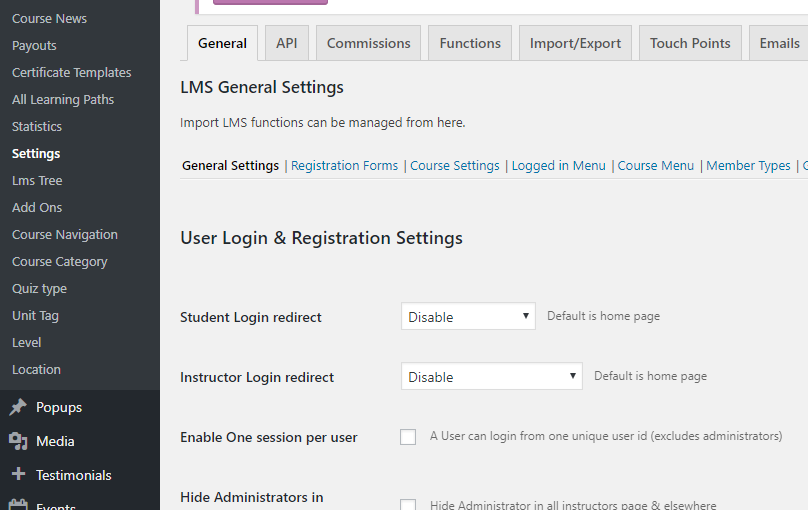 Course News
Payouts
Certificate Templates
All Learning Paths
Statistics
Settings
Lms Tree
Add Ons
Course Navigation
Course Category
Quiz type
Unit Tag
Level
Location
Popups
Media
Testimonials
Events
General API Commissions Functions Import/Export Touch Points Emails
LMS General Settings
Import LMS functions can be managed from here.
General Settings | Registration Forms | Course Settings | Logged in Menu | Course Menu | Member Types |
User Login & Registration Settings
Student Login redirect Disable Default is home page
Instructor Login redirect Disable Default is home page
Enable One session per user A User can login from one unique user id (excludes administrators)
Hide Administrators in Hide Administrator in all instructors page & elsewhere